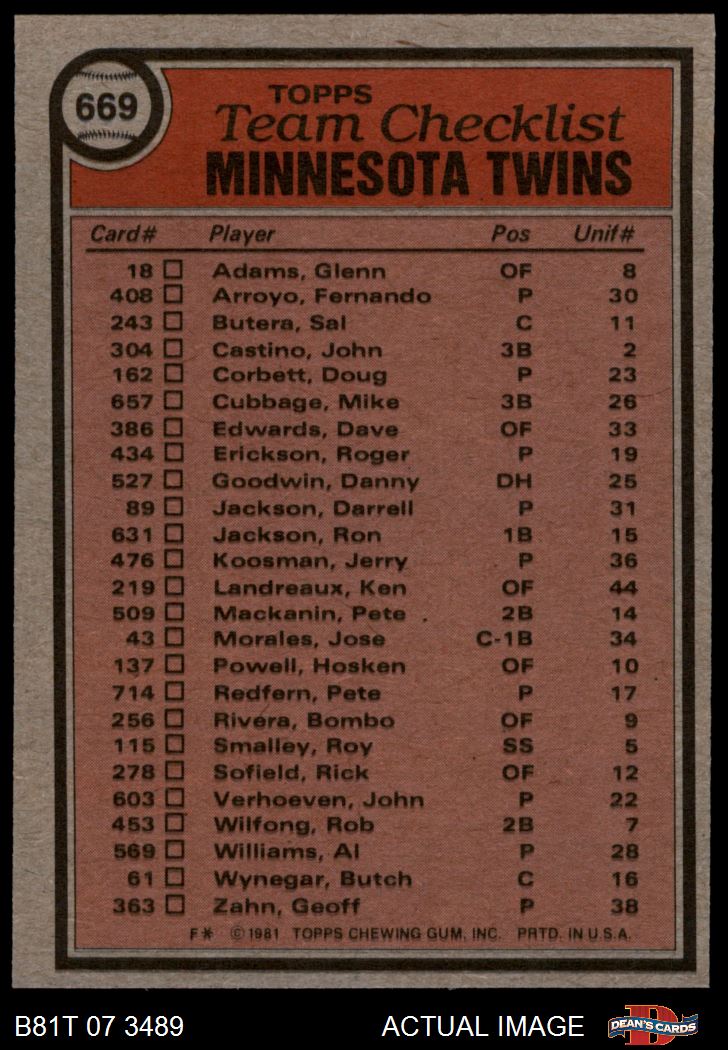 669
TOPPS
Team Checklist
MINNESOTA TWINS
Card# Player Pos Unif#
18 Adams, Glenn OF 8
408 Arroyo, Fernando P 30
243 Butera, Sal C 11
304 Castino, John 3B 2
162 Corbett, Doug P 23
657 Cubbage, Mike 3B 26
386 Edwards, Dave OF 33
434 Erickson, Roger P 19
527 Goodwin, Danny DH 25
89 Jackson, Darrell P 31
631 Jackson, Ron 1B 15
476 Koosman, Jerry P 36
219 Landreaux, Ken OF 44
509 Mackanin, Pete 2B 14
43 Morales, Jose C-1B 34
137 Powell, Hosken OF 10
714 Redfern, Pete P 17
256 Rivera, Bombo OF 9
115 Smalley, Roy SS 5
278 Sofield, Rick OF 12
603 Verhoeven, John P 22
453 Wilfong, Rob 2B 7
569 Williams, Al P 28
61 Wynegar, Butch C 16
363 Zahn, Geoff P 38
F* ©1981 TOPPS CHEWING GUM, INC. PRTD. IN U.S.A.
B81T 07 3489 ACTUAL IMAGE DEAN'S CARDS